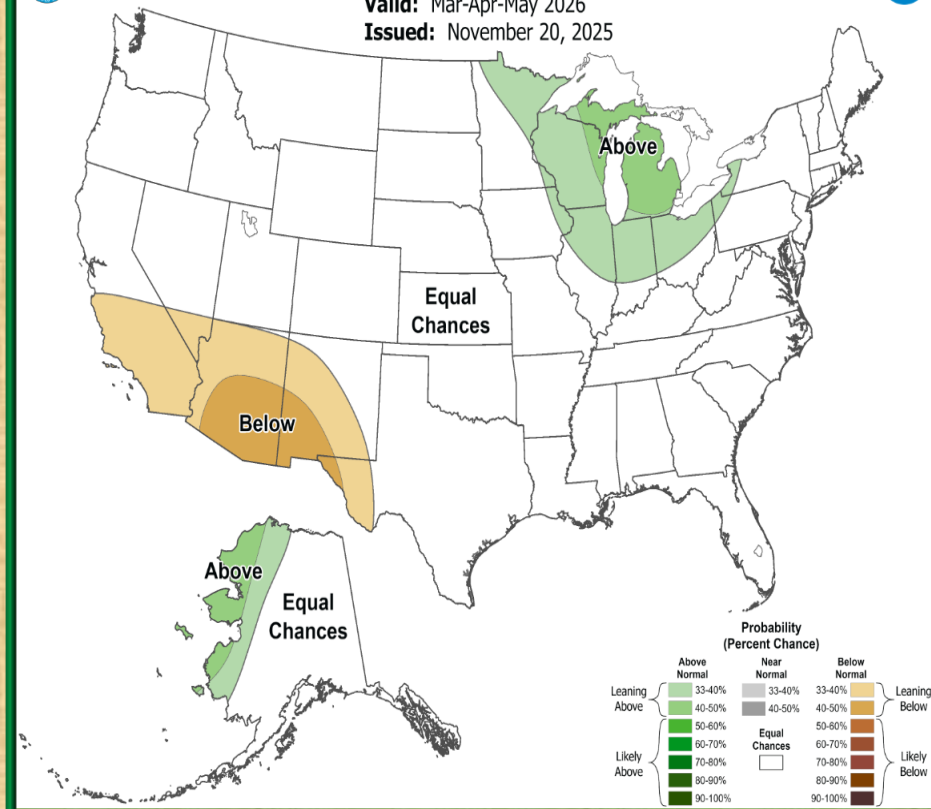 Valid: Mar-Apr-May 2026
Issued: November 20, 2025
Above
Equal
Chances
Below
Above
Equal
Chances
Probability
(Percent Chance)
Above
Normal
Near
Normal
Below
Normal
Leaning
Above
33-40%
33-40%
33-40%
Leaning
Below
40-50%
40-50%
40-50%
Likely
Above
50-60%
60-70%
70-80%
80-90%
90-100%
Equal
Chances
50-60%
60-70%
70-80%
80-90%
90-100%
Likely
Below